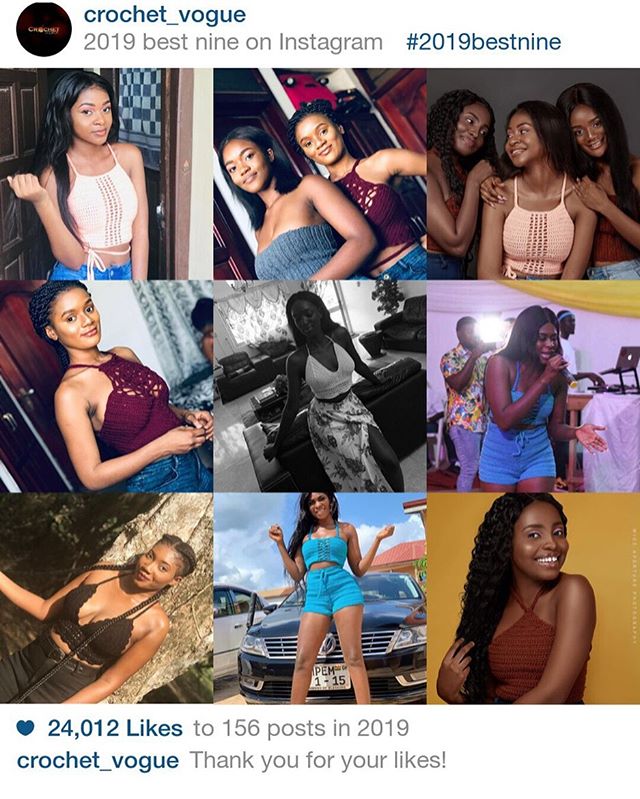 crochet_vogue
2019 best nine on Instagram #2019bestnine
CROCHET
PEM
1 - 15
24,012 Likes to 156 posts in 2019
crochet_vogue Thank you for your likes!